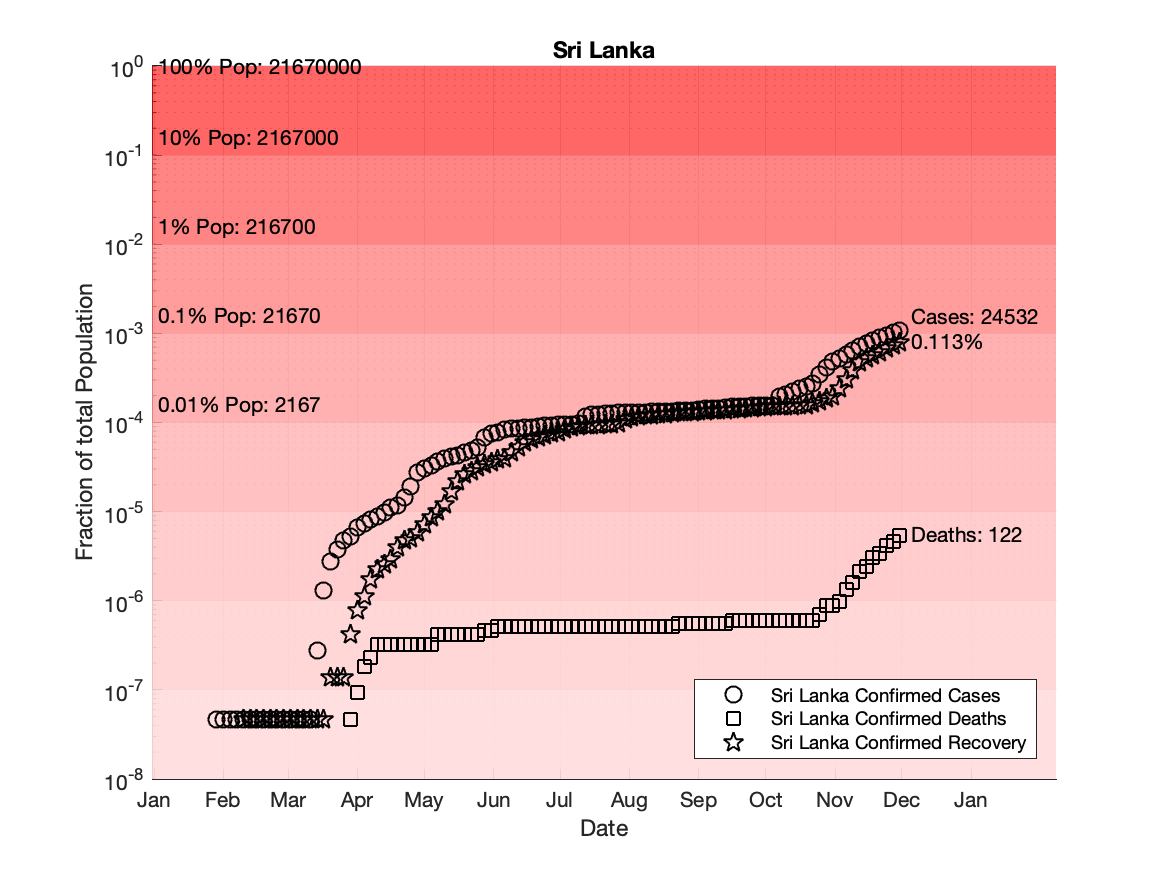 Sri Lanka
10^0
100% Pop: 21670000
10% Pop: 2167000
10^-1
1% Pop: 216700
10^-2
0.1% Pop: 21670
Cases: 24532
10^-3
0.113%
0.01% Pop: 2167
10^-4
Fraction of total Population
10^-5
Deaths: 122
10^-6
10^-7
Sri Lanka Confirmed Cases
Sri Lanka Confirmed Deaths
Sri Lanka Confirmed Recovery
10^-8
Jan Feb Mar Apr May Jun Jul Aug Sep Oct Nov Dec Jan
Date